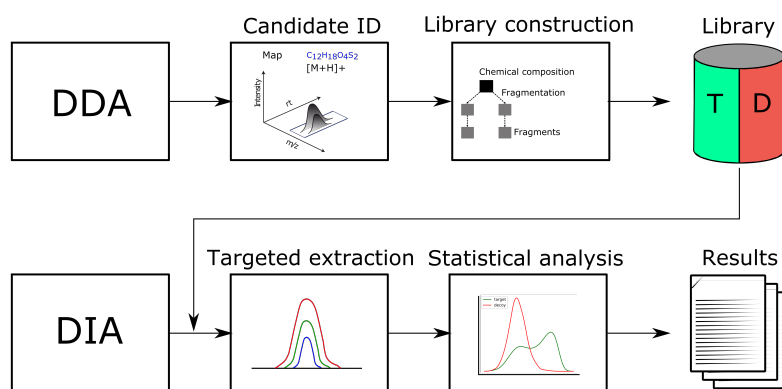 Candidate ID
Library construction
Library
DDA
Map
C12H18O4S2
[M+H]+
Intensity
rt
m/z
Chemical composition
Fragmentation
Fragments
T
D
Targeted extraction
Statistical analysis
Results
DIA
target
decoy